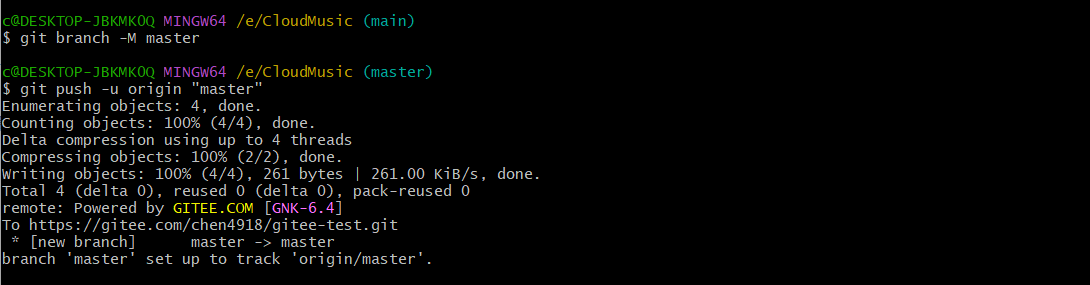 c@DESKTOP-JBKMK0Q MINGW64 /e/CloudMusic (main)
$ git branch -M master
c@DESKTOP-JBKMK0Q MINGW64 /e/CloudMusic (master)
$ git push -u origin "master"
Enumerating objects: 4, done.
Counting objects: 100% (4/4), done.
Delta compression using up to 4 threads
Compressing objects: 100% (2/2), done.
Writing objects: 100% (4/4), 261 bytes | 261.00 KiB/s, done.
Total 4 (delta 0), reused 0 (delta 0), pack-reused 0
remote: Powered by GITEE.COM [GNK-6.4]
To https://gitee.com/chen4918/gitee-test.git
 * [new branch]      master -> master
branch 'master' set up to track 'origin/master'.